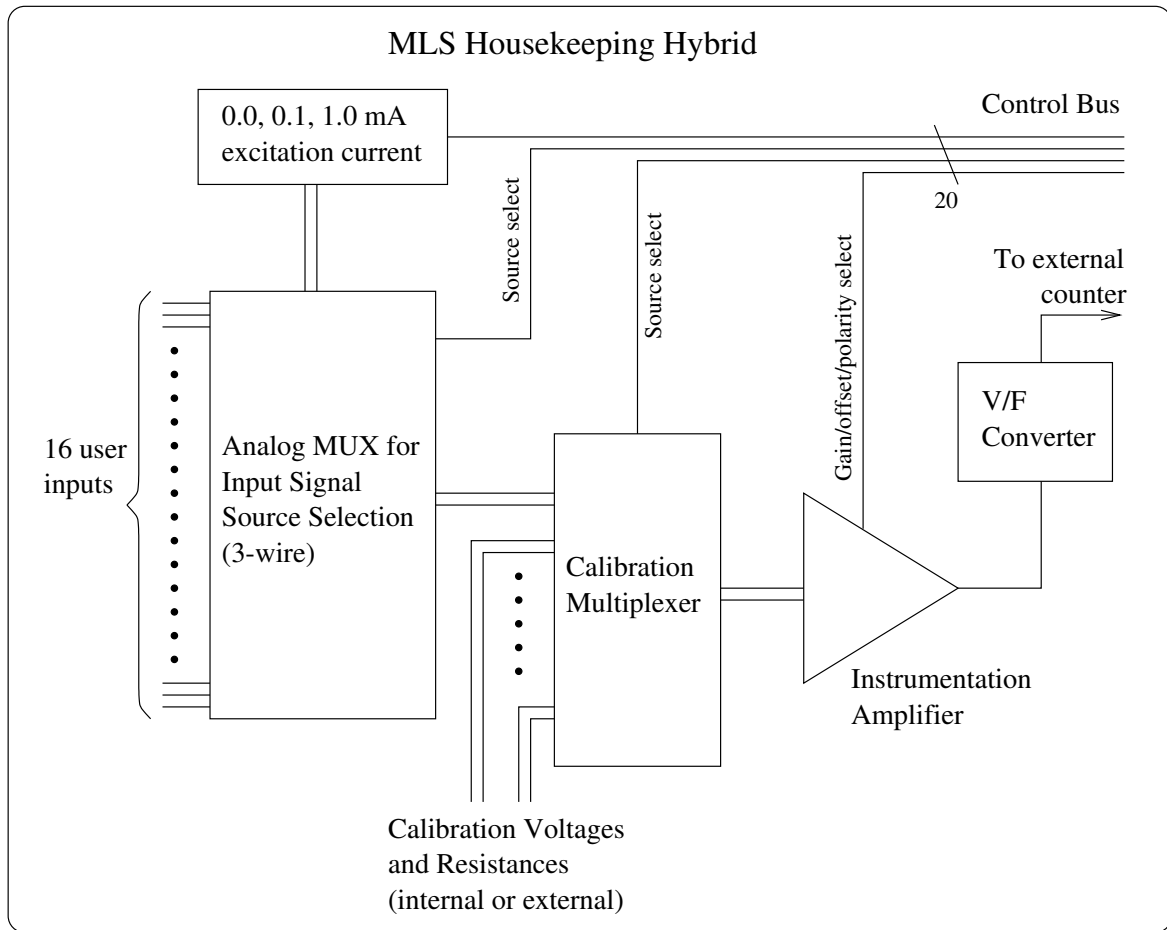 MLS Housekeeping Hybrid
0.0, 0.1, 1.0 mA
excitation current
Control Bus
20
Source select
Source select
Gain/offset/polarity select
To external
counter
V/F
Converter
16 user
inputs
Analog MUX for
Input Signal
Source Selection
(3-wire)
Calibration
Multiplexer
Instrumentation
Amplifier
Calibration Voltages
and Resistances
(internal or external)